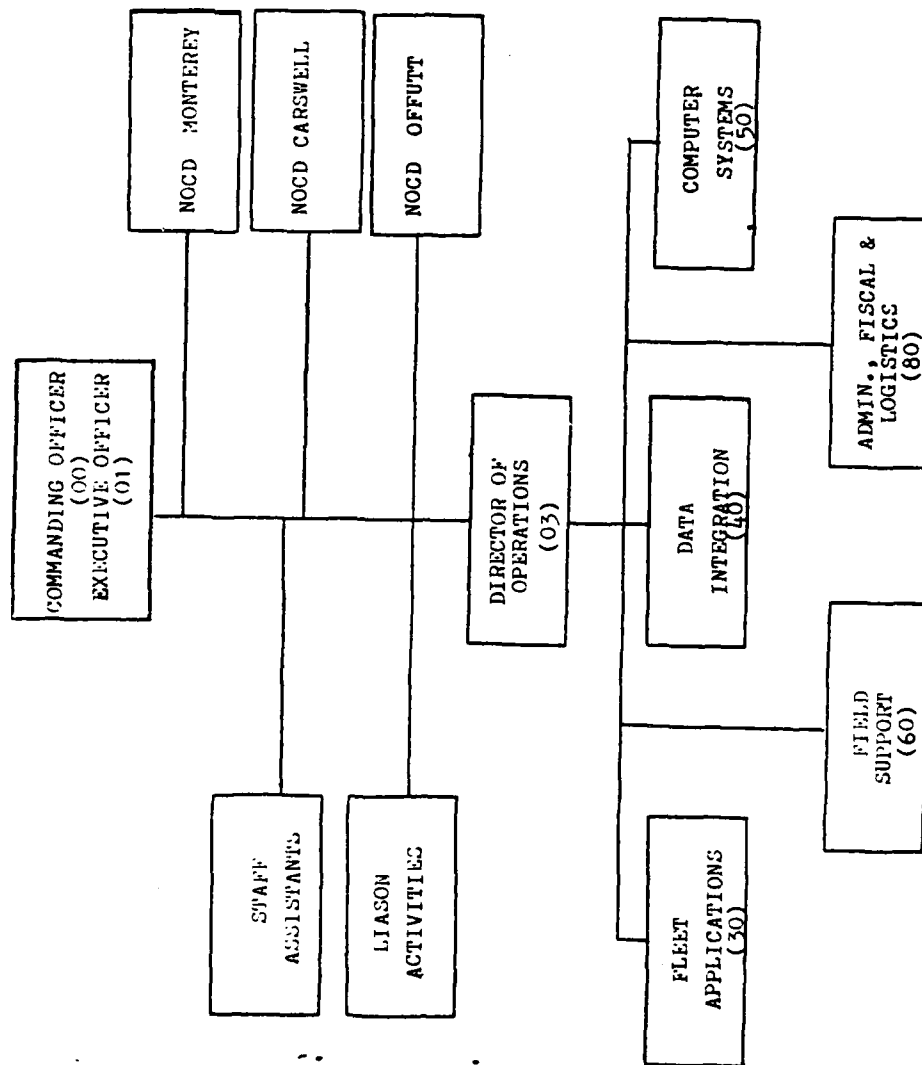 COMMANDING OFFICER
(00)
EXECUTIVE OFFICER
(01)
NOCD MONTEREY
NOCD CARSWELL
NOCD OFFUTT
STAFF
ASSISTANTS
LIASON
ACTIVITIES
DIRECTOR OF
OPERATIONS
(03)
FLEET
APPLICATIONS
(30)
DATA
INTEGRATION
(40)
COMPUTER
SYSTEMS
(50)
FIELD
SUPPORT
(60)
ADMIN., FISCAL &
LOGISTICS
(80)